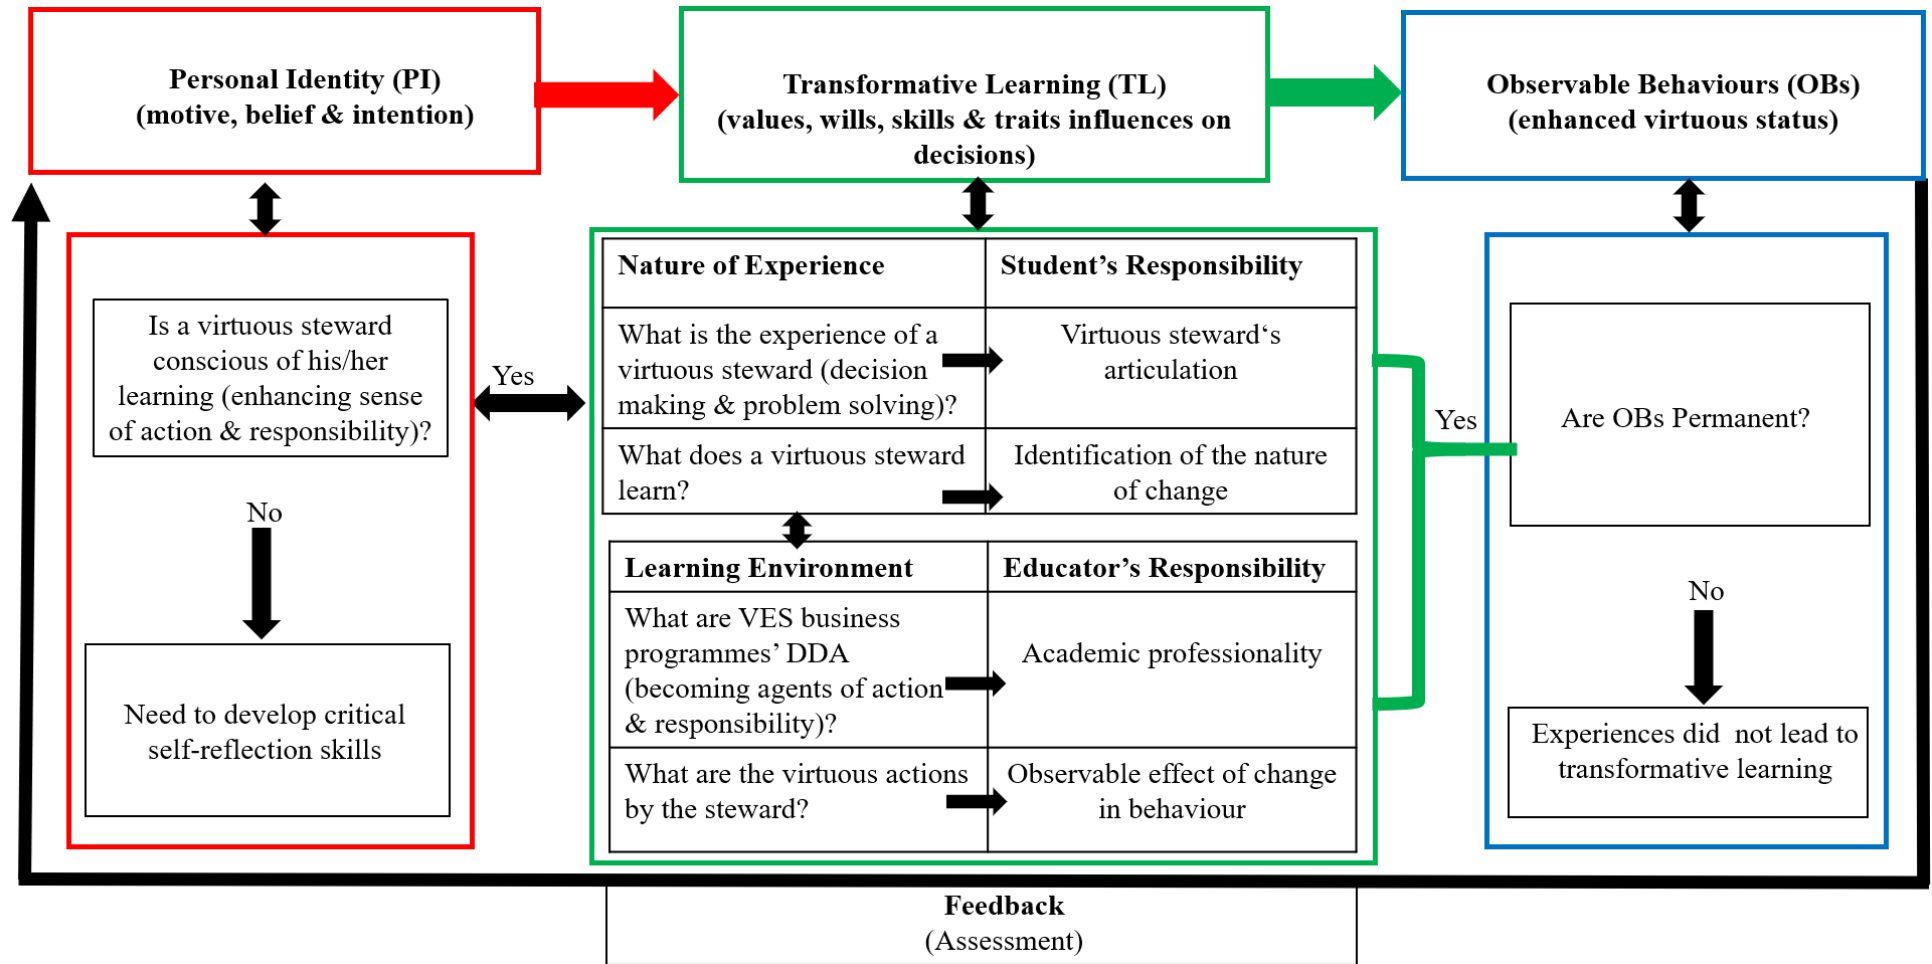 Personal Identity (PI)
(motive, belief & intention)
Transformative Learning (TL)
(values, wills, skills & traits influences on
decisions)
Observable Behaviours (OBs)
(enhanced virtuous status)
Is a virtuous steward
conscious of his/her
learning (enhancing sense
of action & responsibility)?
No
Need to develop critical
self-reflection skills
Yes
Nature of Experience
Student’s Responsibility
What is the experience of a
virtuous steward (decision
making & problem solving)?
Virtuous steward‘s
articulation
What does a virtuous steward
learn?
Identification of the nature
of change
Learning Environment
Educator’s Responsibility
What are VES business
programmes’ DDA
(becoming agents of action
& responsibility)?
Academic professionality
What are the virtuous actions
by the steward?
Observable effect of change
in behaviour
Yes
Are OBs Permanent?
No
Experiences did  not lead to
transformative learning
Feedback
(Assessment)